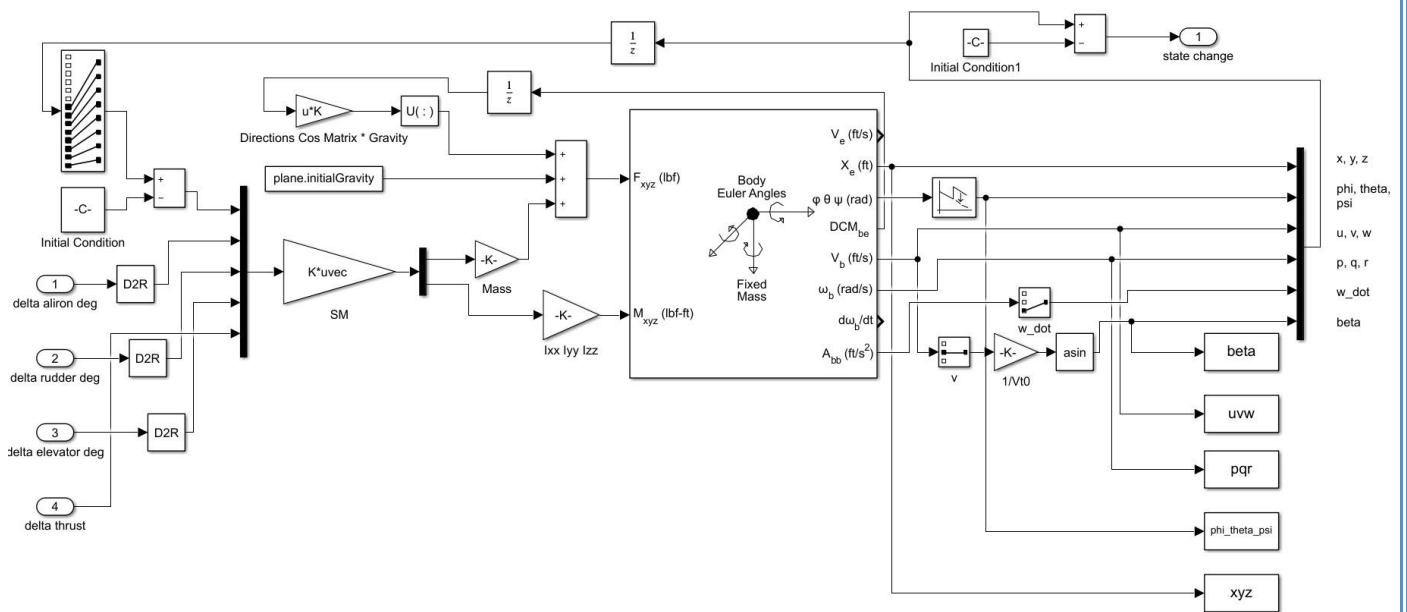 1/z
-C-
Initial Condition1
+
−
1
state change
1/z
u*K
U( : )
Directions Cos Matrix * Gravity
plane.initialGravity
+
+
+
+
−
-C-
Initial Condition
1
delta aliron deg
D2R
2
delta rudder deg
D2R
3
delta elevator deg
D2R
4
delta thrust
K*uvec
SM
-K-
Mass
-K-
Ixx Iyy Izz
F_xyz (lbf)
M_xyz (lbf-ft)
Body
Euler Angles
Fixed
Mass
V_e (ft/s)
X_e (ft)
φ θ ψ (rad)
DCM_be
V_b (ft/s)
ω_b (rad/s)
dω_b/dt
A_bb (ft/s²)
w_dot
v
-K-
1/Vt0
asin
x, y, z
phi, theta,
psi
u, v, w
p, q, r
w_dot
beta
beta
uvw
pqr
phi_theta_psi
xyz